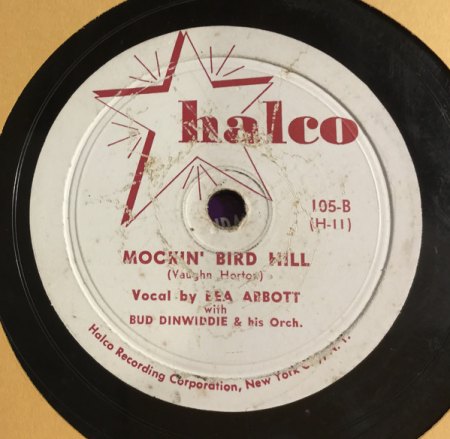 halco
105-B
(H-11)
MOCKIN' BIRD HILL
(Vaughn Horton)
Vocal by BEA ABBOTT
with
BUD DINWIDDIE & his Orch.
Halco Recording Corporation, New York C N. Y.